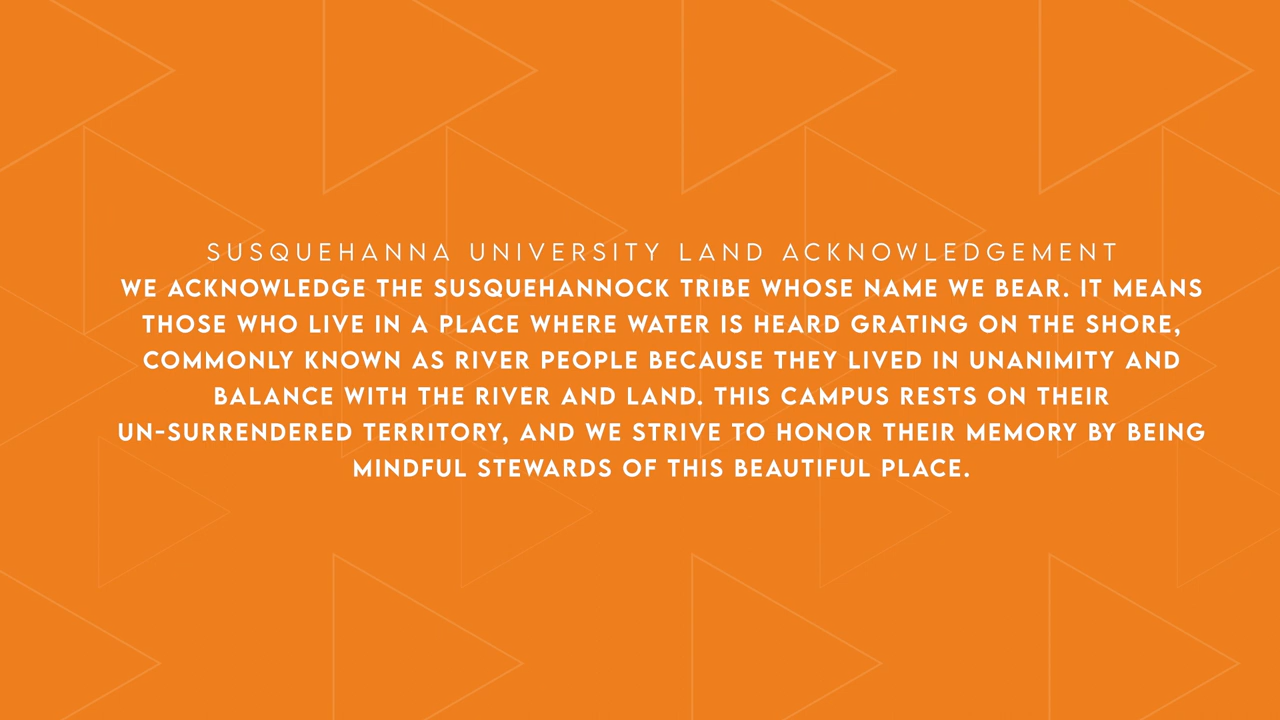 SUSQUEHANNA UNIVERSITY LAND ACKNOWLEDGEMENT
WE ACKNOWLEDGE THE SUSQUEHANNOCK TRIBE WHOSE NAME WE BEAR. IT MEANS
THOSE WHO LIVE IN A PLACE WHERE WATER IS HEARD GRATING ON THE SHORE,
COMMONLY KNOWN AS RIVER PEOPLE BECAUSE THEY LIVED IN UNANIMITY AND
BALANCE WITH THE RIVER AND LAND. THIS CAMPUS RESTS ON THEIR
UN-SURRENDERED TERRITORY, AND WE STRIVE TO HONOR THEIR MEMORY BY BEING
MINDFUL STEWARDS OF THIS BEAUTIFUL PLACE.